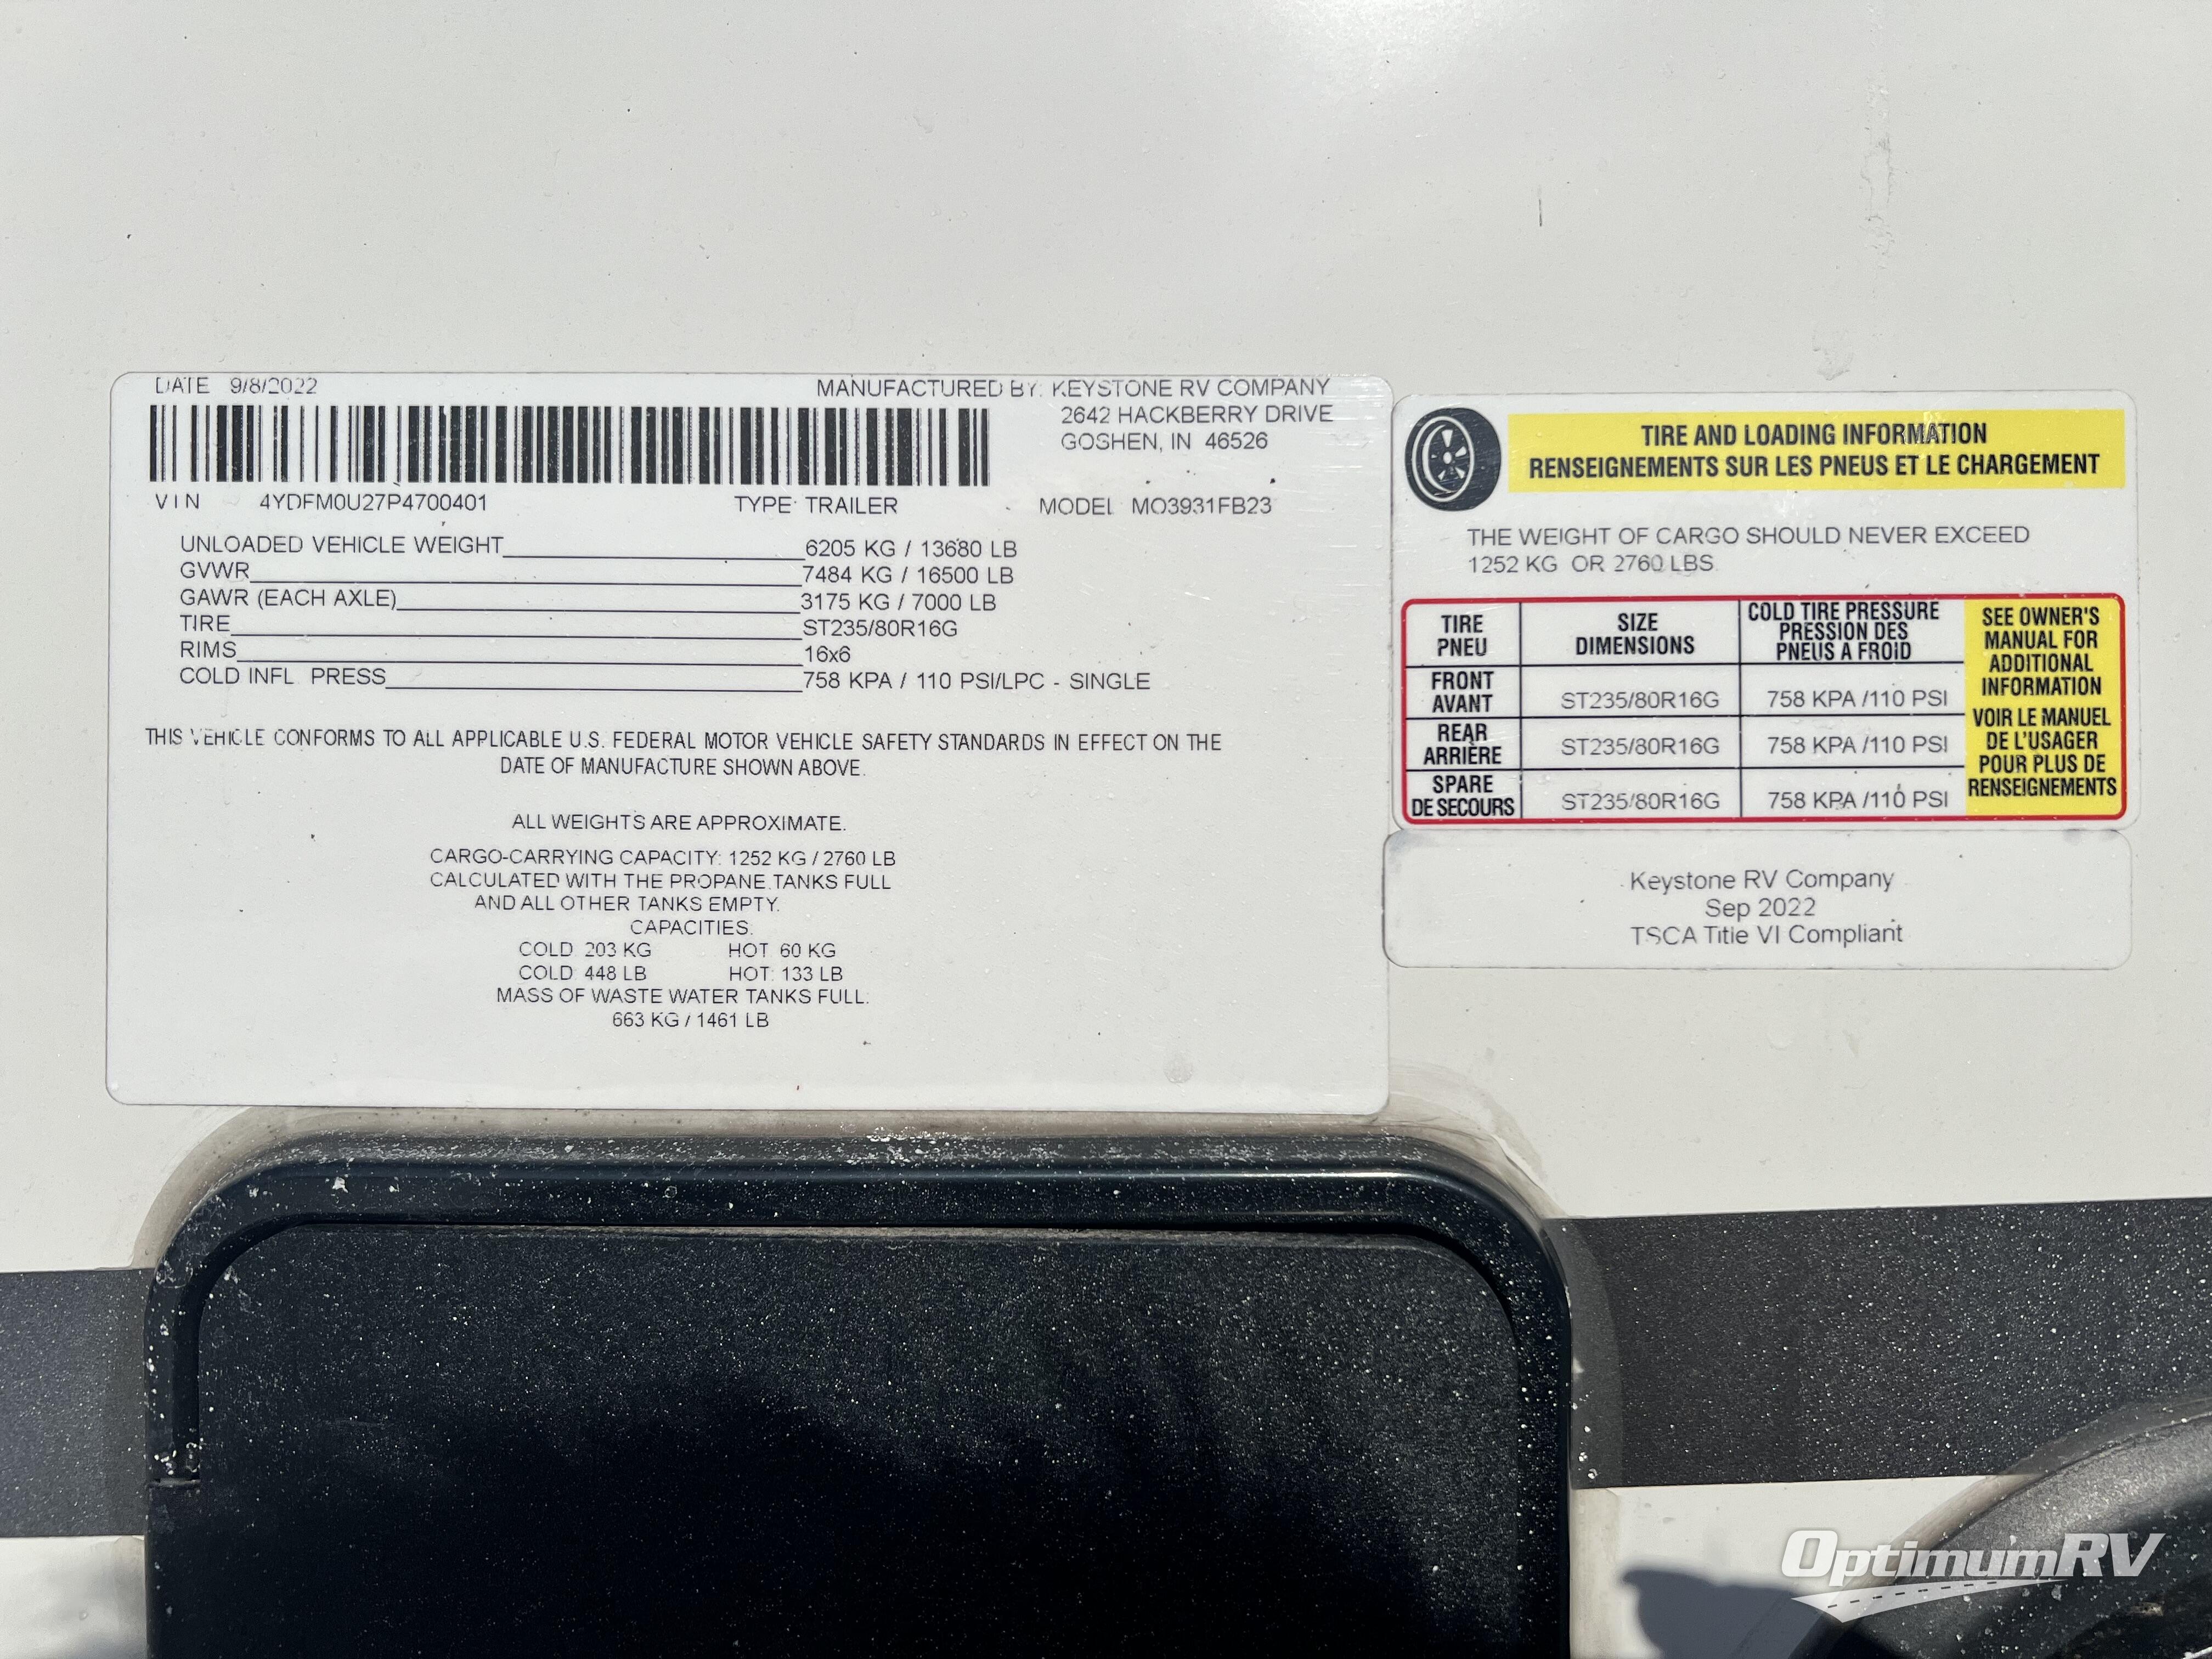 DATE 9/8/2022 MANUFACTURED BY: KEYSTONE RV COMPANY
2642 HACKBERRY DRIVE
GOSHEN, IN 46526
VIN 4YDFM0U27P4700401 TYPE: TRAILER MODEL MO3931FB23
UNLOADED VEHICLE WEIGHT 6205 KG / 13680 LB
GVWR 7484 KG / 16500 LB
GAWR (EACH AXLE) 3175 KG / 7000 LB
TIRE ST235/80R16G
RIMS 16x6
COLD INFL PRESS 758 KPA / 110 PSI/LPC - SINGLE
THIS VEHICLE CONFORMS TO ALL APPLICABLE U.S. FEDERAL MOTOR VEHICLE SAFETY STANDARDS IN EFFECT ON THE
DATE OF MANUFACTURE SHOWN ABOVE.
ALL WEIGHTS ARE APPROXIMATE.
CARGO-CARRYING CAPACITY: 1252 KG / 2760 LB
CALCULATED WITH THE PROPANE TANKS FULL
AND ALL OTHER TANKS EMPTY.
CAPACITIES:
COLD: 203 KG HOT: 60 KG
COLD: 448 LB HOT: 133 LB
MASS OF WASTE WATER TANKS FULL:
663 KG / 1461 LB
TIRE AND LOADING INFORMATION
RENSEIGNEMENTS SUR LES PNEUS ET LE CHARGEMENT
THE WEIGHT OF CARGO SHOULD NEVER EXCEED
1252 KG OR 2760 LBS
TIRE SIZE COLD TIRE PRESSURE
PNEU DIMENSIONS PRESSION DES
PNEUS A FROID
FRONT
AVANT ST235/80R16G 758 KPA /110 PSI
REAR
ARRIÈRE ST235/80R16G 758 KPA /110 PSI
SPARE
DE SECOURS ST235/80R16G 758 KPA /110 PSI
SEE OWNER'S
MANUAL FOR
ADDITIONAL
INFORMATION
VOIR LE MANUEL
DE L'USAGER
POUR PLUS DE
RENSEIGNEMENTS
Keystone RV Company
Sep 2022
TSCA Title VI Compliant
OptimumRV